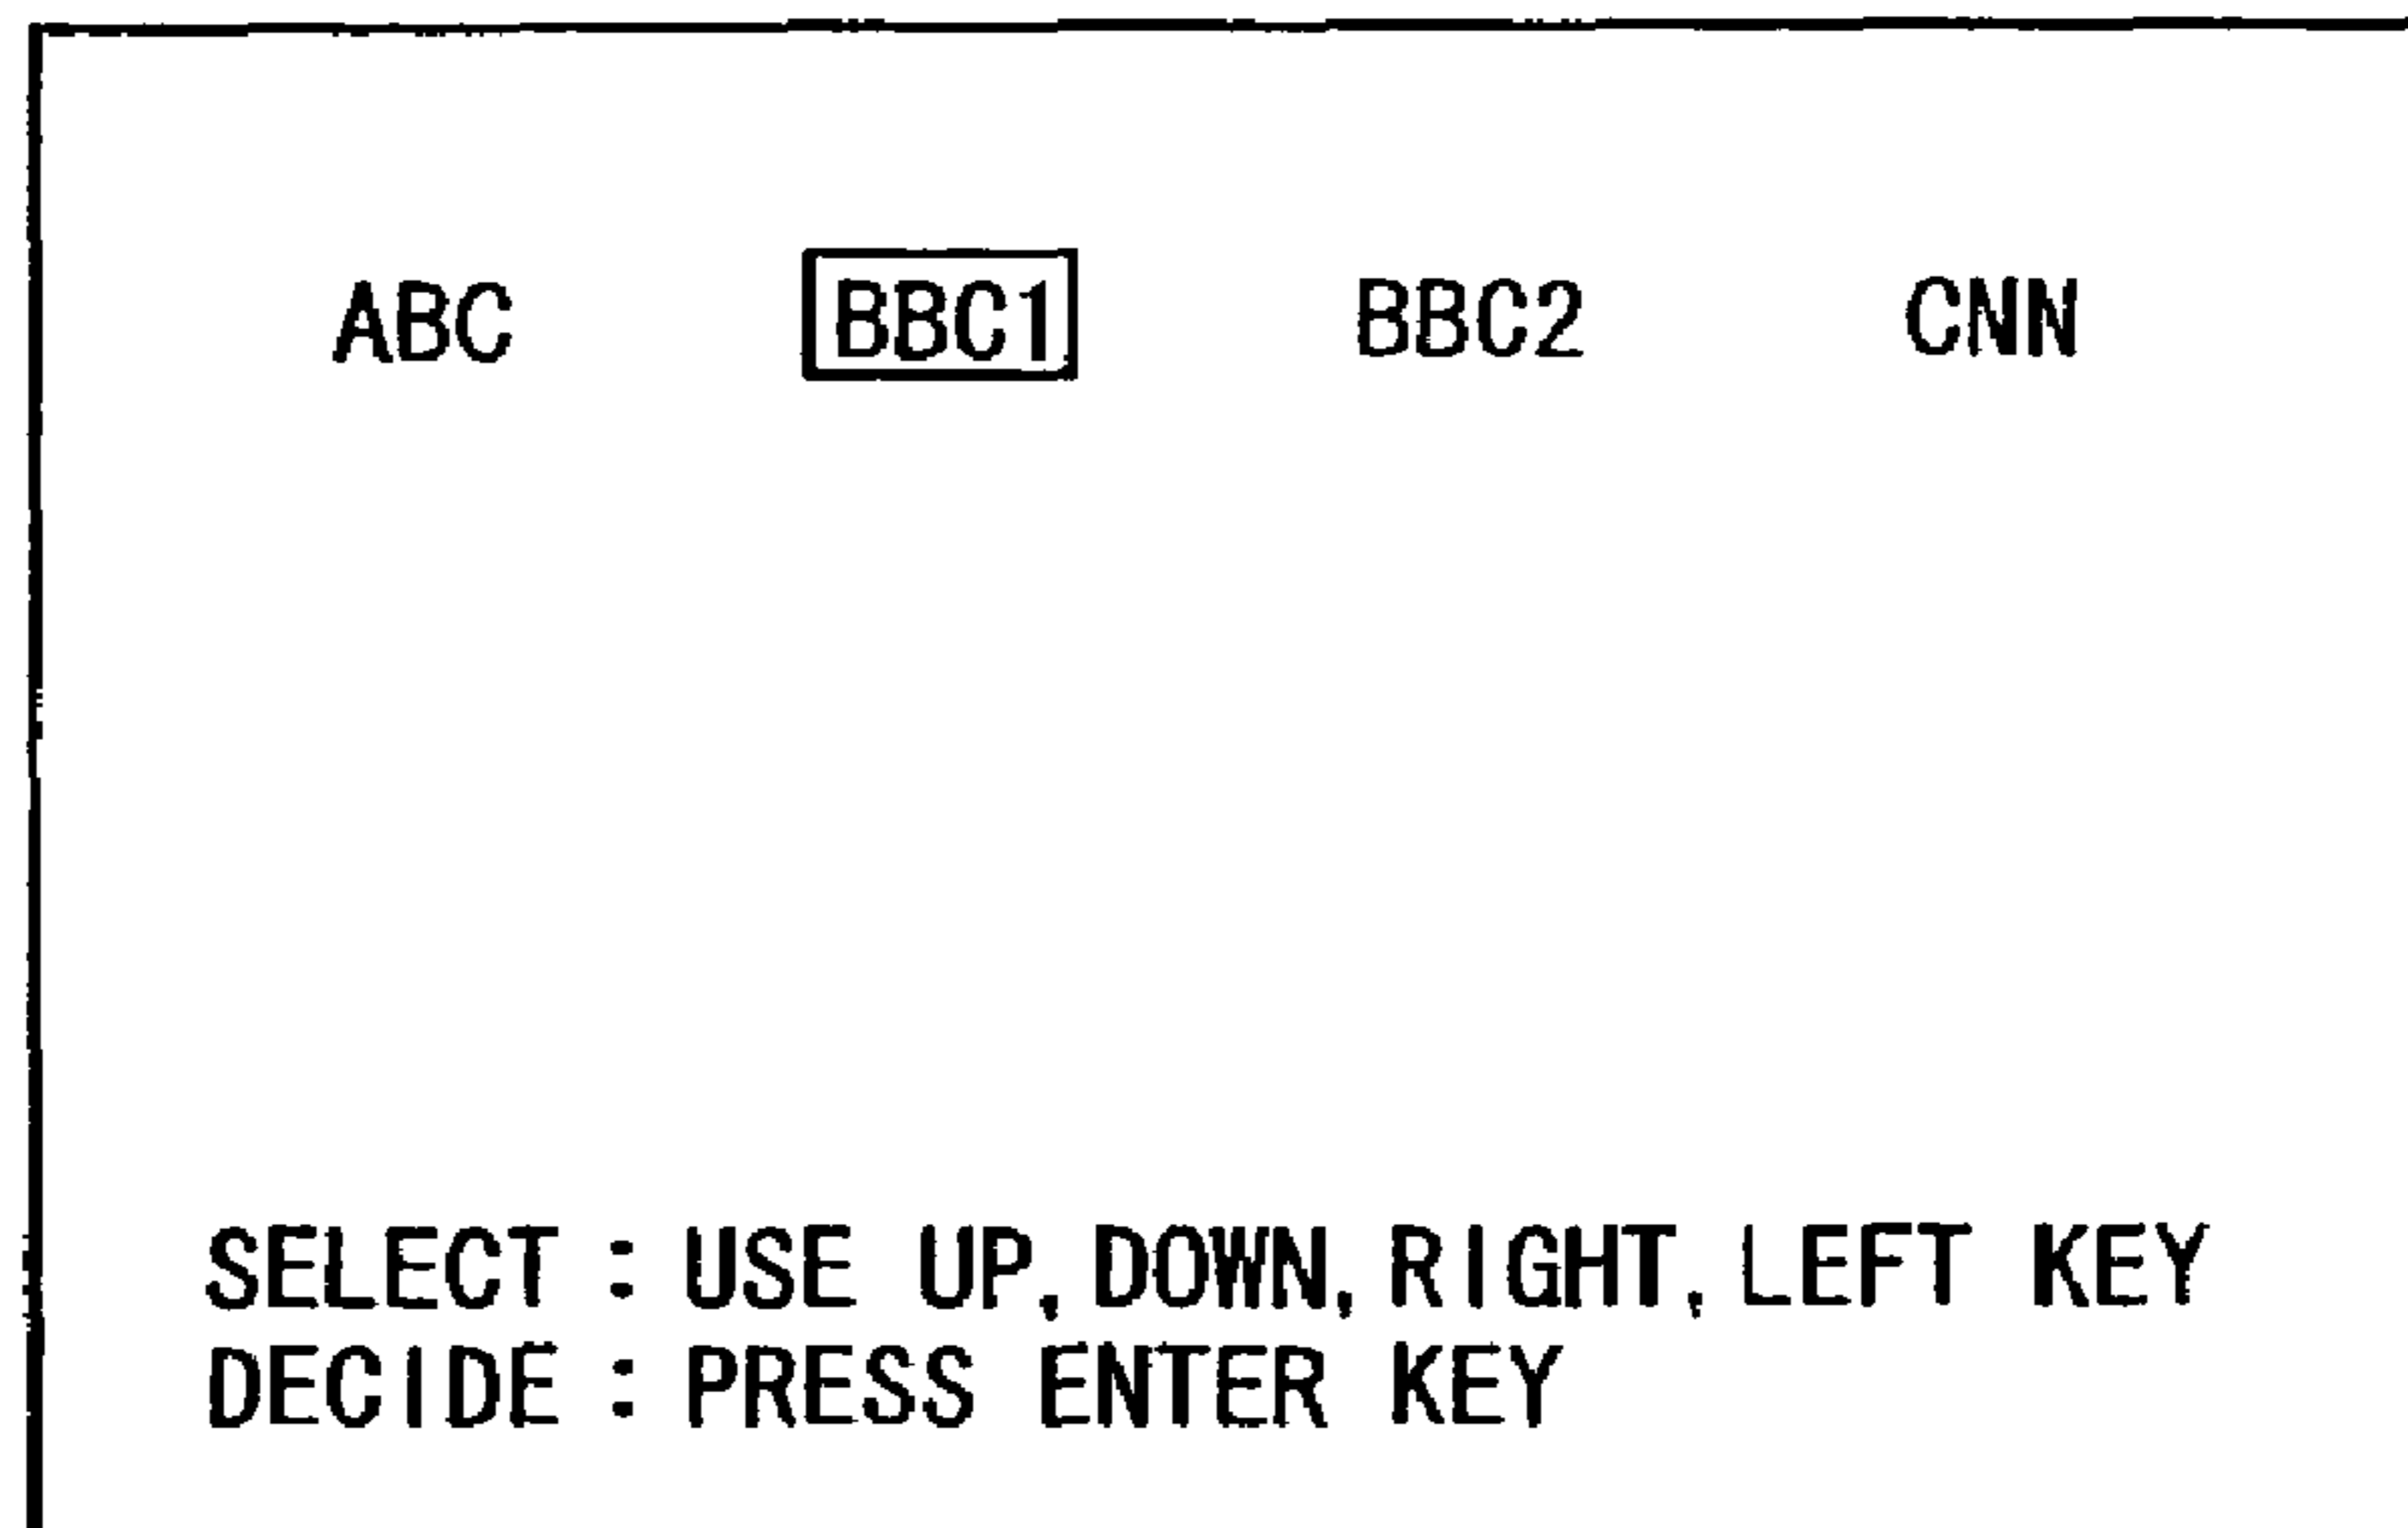 ABC BBC1 BBC2 CNN
SELECT : USE UP, DOWN, RIGHT, LEFT KEY
DECIDE : PRESS ENTER KEY